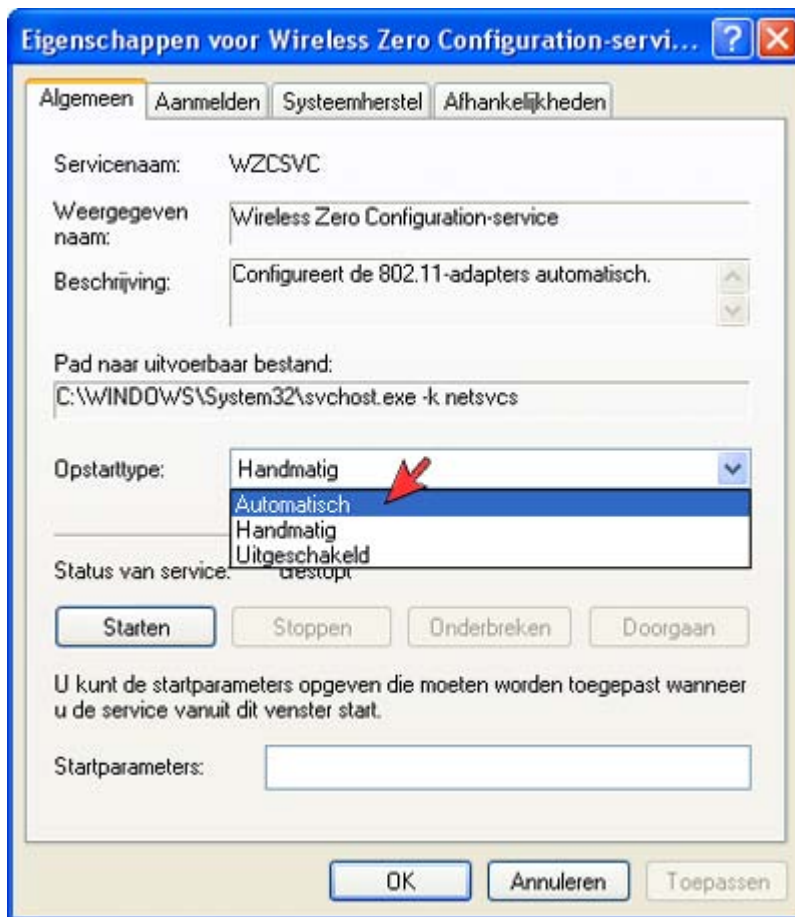 Eigenschappen voor Wireless Zero Configuration-servi...
Algemeen Aanmelden Systeemherstel Afhankelijkheden
Servicenaam: WZCSVC
Weergegeven naam: Wireless Zero Configuration-service
Beschrijving: Configureert de 802.11-adapters automatisch.
Pad naar uitvoerbaar bestand:
C:\WINDOWS\System32\svchost.exe -k netsvcs
Opstarttype: Handmatig
Automatisch
Handmatig
Uitgeschakeld
Status van service: Gestopt
Starten Stoppen Onderbreken Doorgaan
U kunt de startparameters opgeven die moeten worden toegepast wanneer
u de service vanuit dit venster start.
Startparameters:
OK Annuleren Toepassen